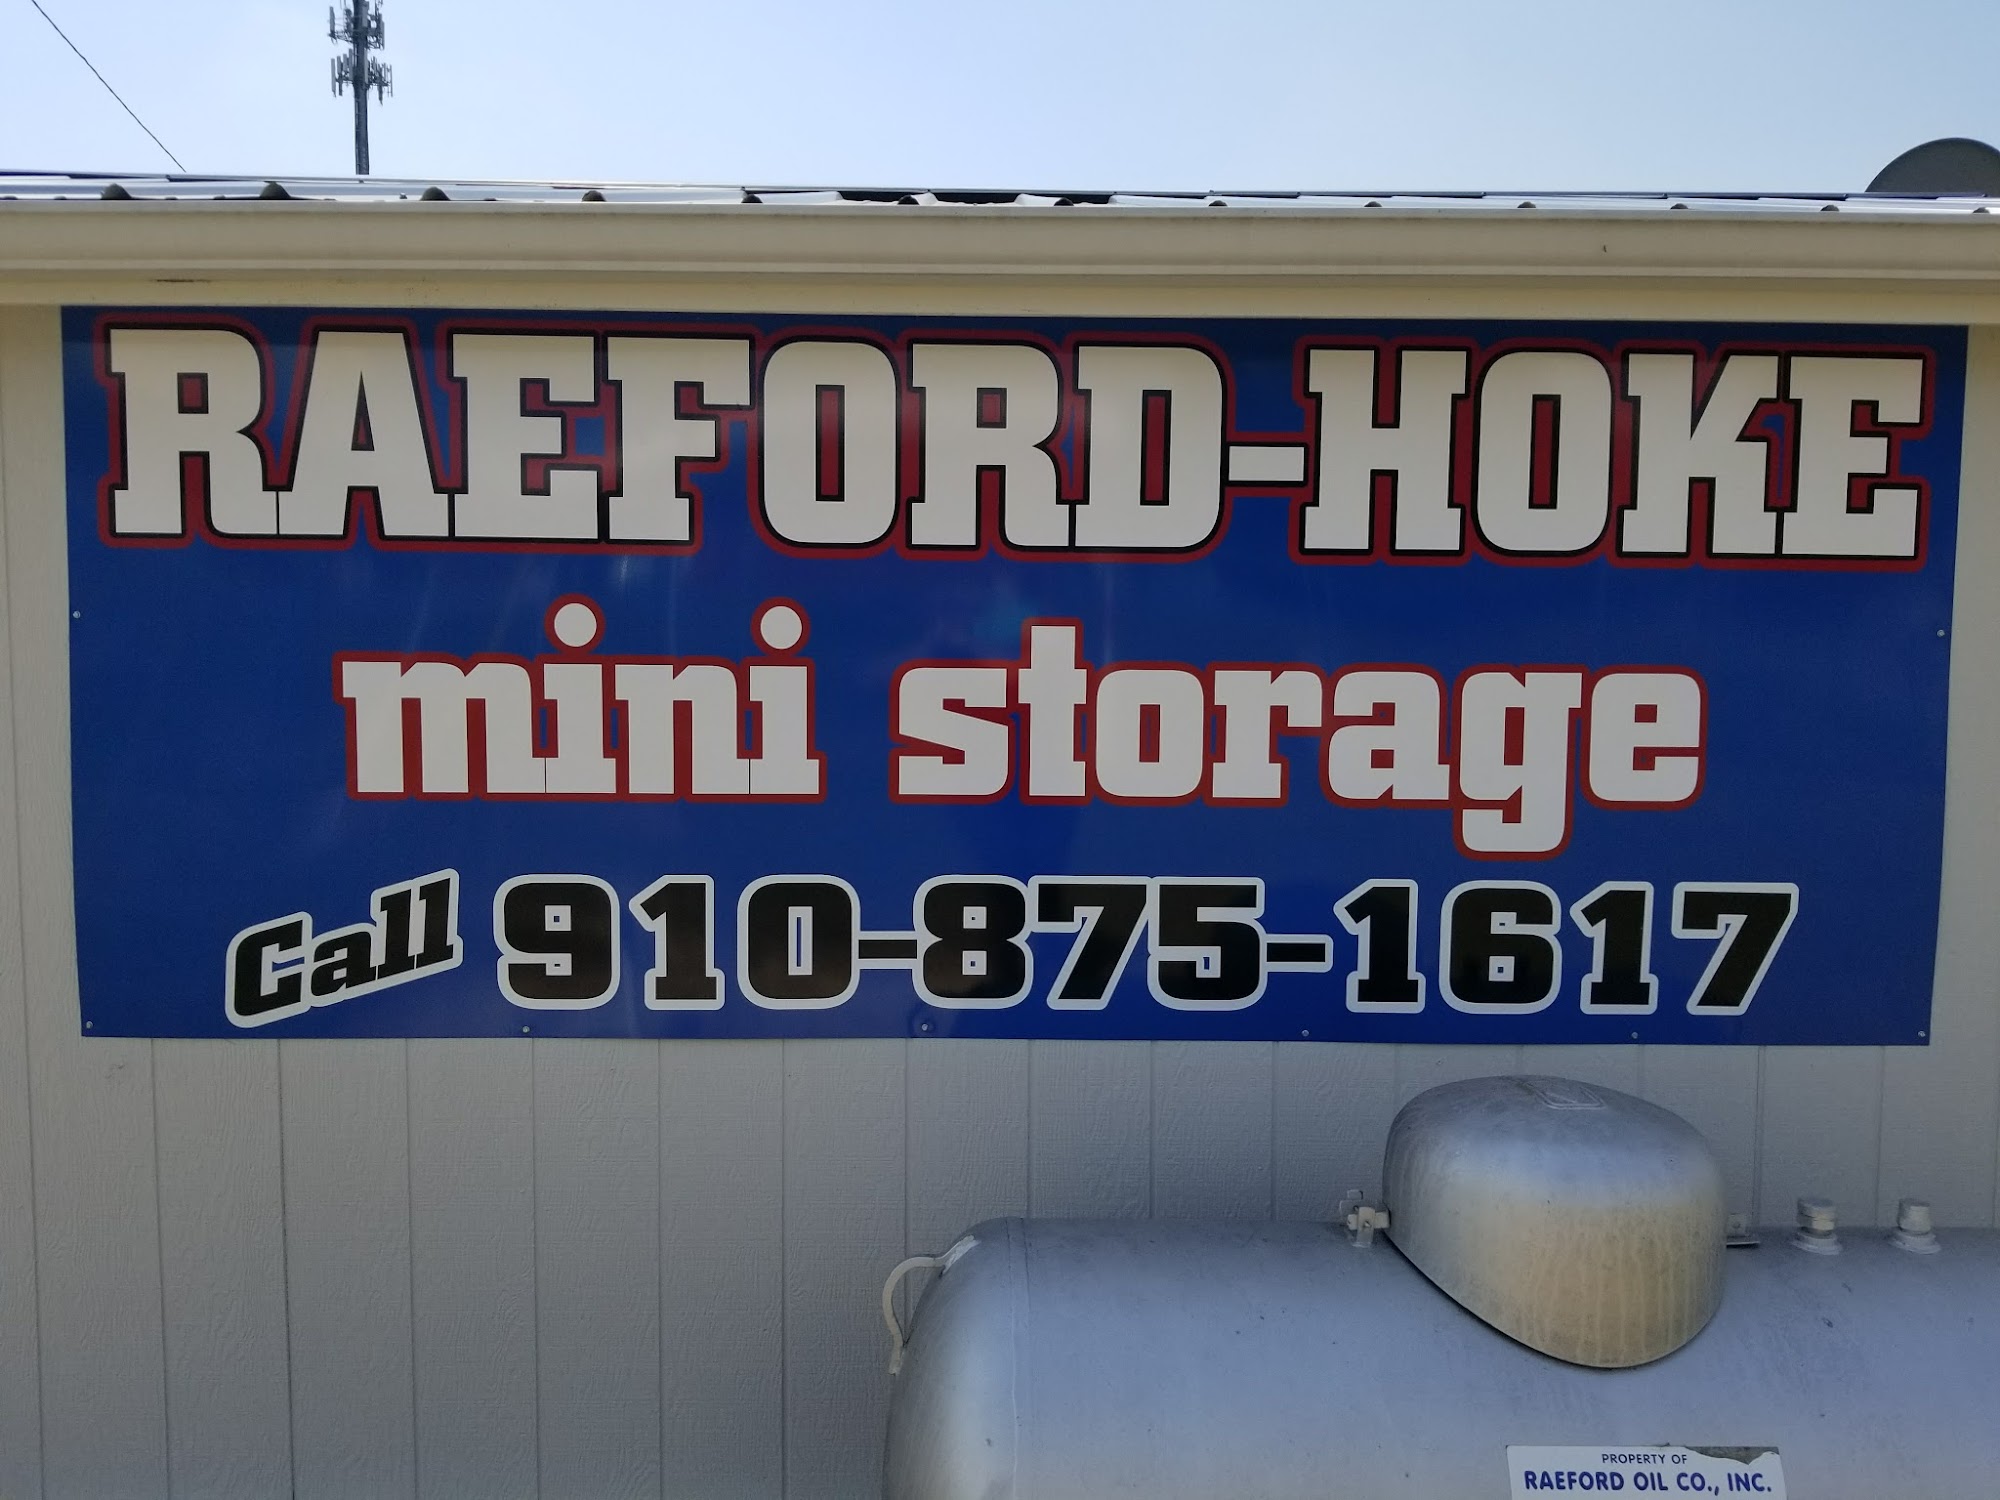 RAEFORD-HOKE
mini storage
Call 910-875-1617
PROPERTY OF
RAEFORD OIL CO., INC.